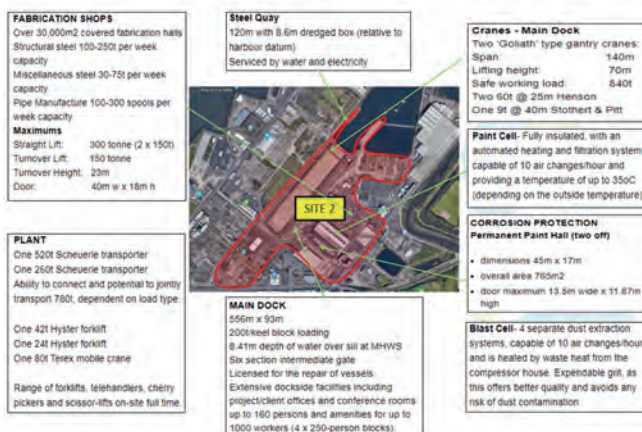 FABRICATION SHOPS
Over 30,000m2 covered fabrication halls
Structural steel 100-250t per week
capacity
Miscellaneous steel 30-75t per week
capacity
Pipe Manufacture 100-300 spools per
week capacity
Maximums
Straight Lift: 300 tonne (2 x 150t)
Turnover Lift: 150 tonne
Turnover Height: 23m
Door: 40m w x 18m h
PLANT
One 520t Scheuerle transporter
One 260t Scheuerle transporter
Ability to connect and potential to jointly
transport 780t, dependent on load type.
One 42t Hyster forklift
One 24t Hyster forklift
One 80t Terex mobile crane
Range of forklifts, telehandlers, cherry
pickers and scissor-lifts on-site full time.
Steel Quay
120m with 8.6m dredged box (relative to
harbour datum)
Serviced by water and electricity
SITE 2
MAIN DOCK
556m x 93m
200t/keel block loading
8.41m depth of water over sill at MHWS
Six section intermediate gate
Licensed for the repair of vessels
Extensive dockside facilities including
project/client offices and conference rooms
up to 160 persons and amenities for up to
1000 workers (4 x 250-person blocks).
Cranes - Main Dock
Two 'Goliath' type gantry cranes:
Span: 140m
Lifting height: 70m
Safe working load: 840t
Two 60t @ 25m Henson
One 9t @ 40m Stothert & Pitt
Paint Cell- Fully insulated, with an
automated heating and filtration system
capable of 10 air changes/hour and
providing a temperature of up to 35oC
(depending on the outside temperature)
CORROSION PROTECTION
Permanent Paint Hall (two off)
• dimensions 45m x 17m
• overall area 765m2
• door maximum 13.5m wide x 11.67m
high
Blast Cell- 4 separate dust extraction
systems, capable of 10 air changes/hour
and is heated by waste heat from the
compressor house. Expendable grit, as
this offers better quality and avoids any
risk of dust contamination.